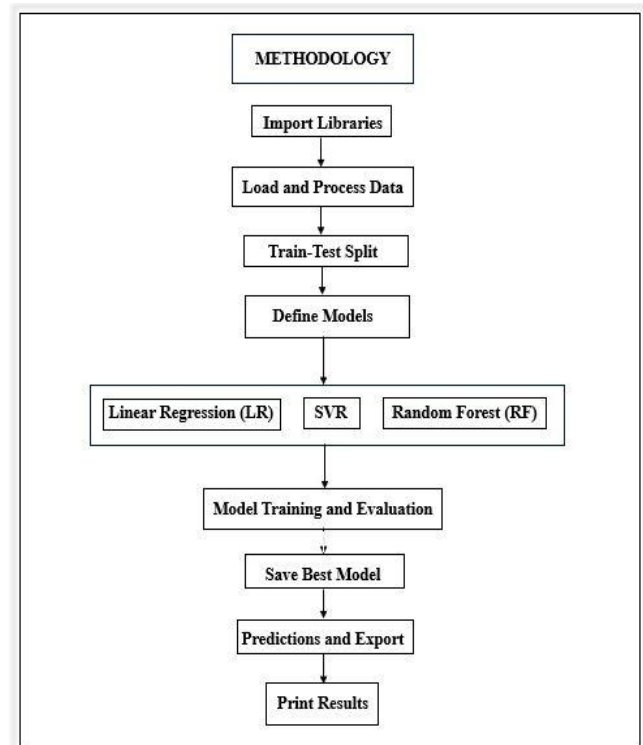 METHODOLOGY
Import Libraries
Load and Process Data
Train-Test Split
Define Models
Linear Regression (LR)
SVR
Random Forest (RF)
Model Training and Evaluation
Save Best Model
Predictions and Export
Print Results